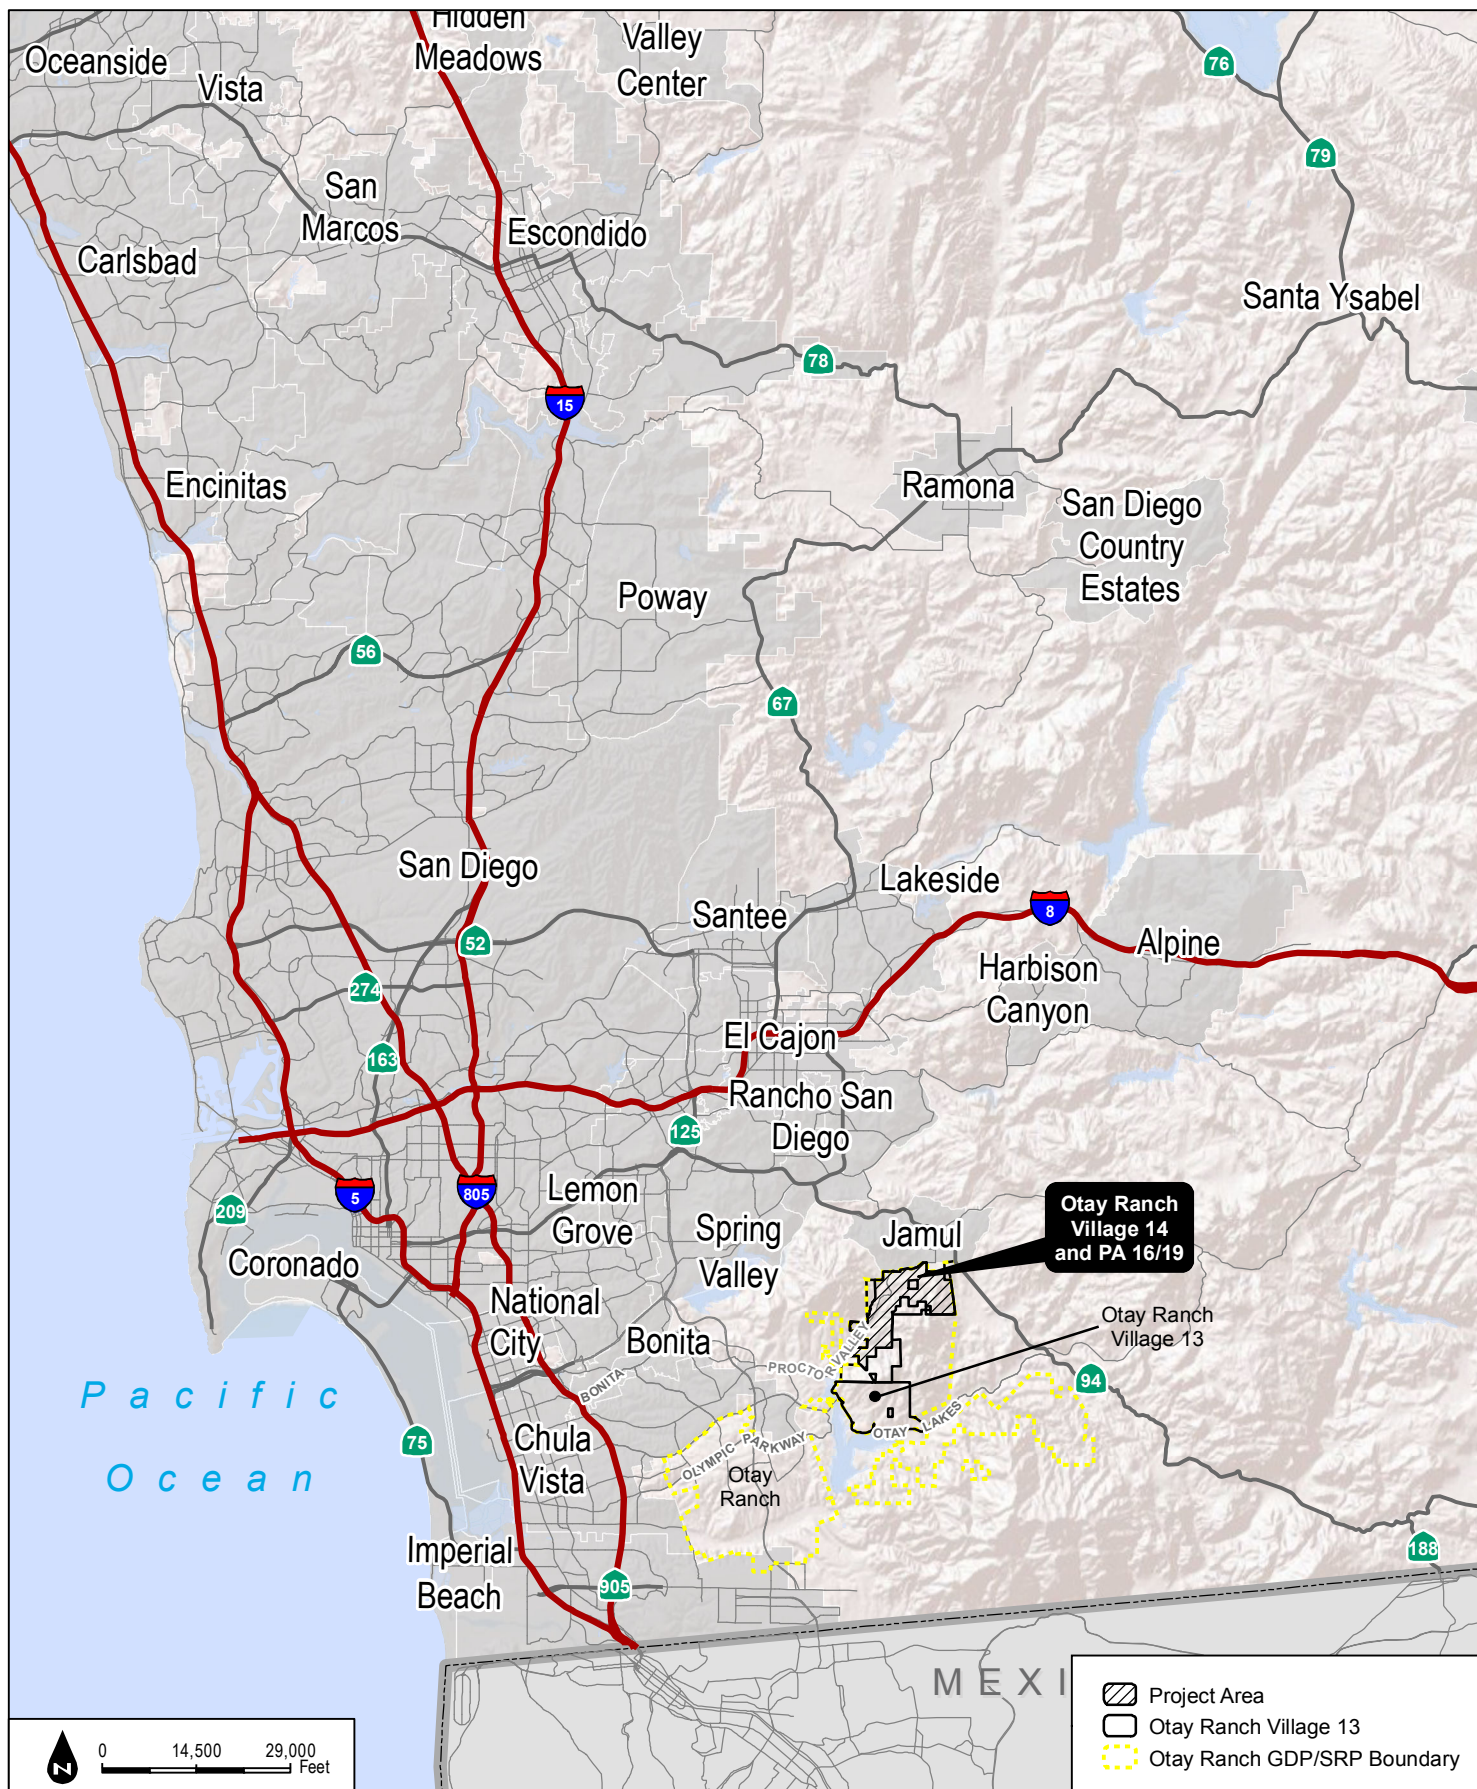 Hidden
Meadows
Valley
Center
Oceanside
Vista
76
79
San
Marcos
Escondido
Carlsbad
Santa Ysabel
78
15
Encinitas
Ramona
San Diego
Country
Estates
Poway
56
67
San Diego
Lakeside
8
Santee
52
Alpine
Harbison
Canyon
274
El Cajon
163
Rancho San
Diego
125
5
805
209
Lemon
Grove
Spring
Valley
Jamul
Otay Ranch
Village 14
and PA 16/19
Coronado
National
City
Bonita
Otay Ranch
Village 13
PROCTOR VALLEY
94
BONITA
Pacific
Ocean
75
Chula
Vista
OLYMPIC PARKWAY
OTAY LAKES
Otay
Ranch
Imperial
Beach
905
188
MEXI
Project Area
Otay Ranch Village 13
Otay Ranch GDP/SRP Boundary
N
0 14,500 29,000
Feet